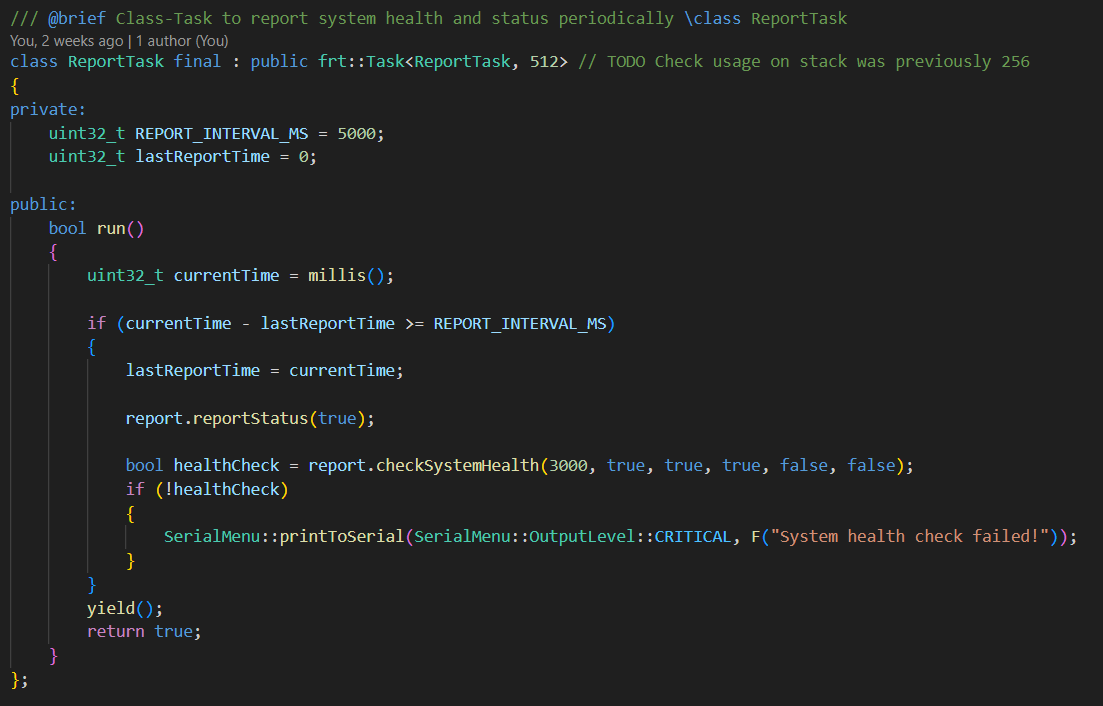 /// @brief Class-Task to report system health and status periodically \class ReportTask
You, 2 weeks ago | 1 author (You)
class ReportTask final : public frt::Task<ReportTask, 512> // TODO Check usage on stack was previously 256
{
private:
    uint32_t REPORT_INTERVAL_MS = 5000;
    uint32_t lastReportTime = 0;

public:
    bool run()
    {
        uint32_t currentTime = millis();

        if (currentTime - lastReportTime >= REPORT_INTERVAL_MS)
        {
            lastReportTime = currentTime;

            report.reportStatus(true);

            bool healthCheck = report.checkSystemHealth(3000, true, true, true, false, false);
            if (!healthCheck)
            {
                SerialMenu::printToSerial(SerialMenu::OutputLevel::CRITICAL, F("System health check failed!"));
            }
        }
        yield();
        return true;
    }
};